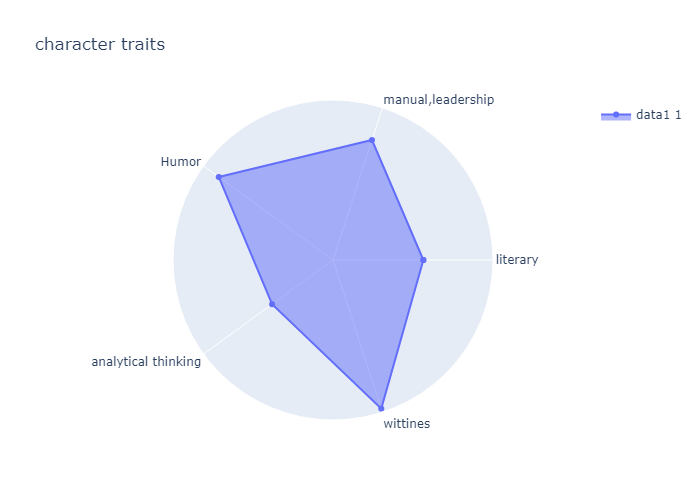 character traits
manual,leadership
data1 1
Humor
literary
analytical thinking
wittines